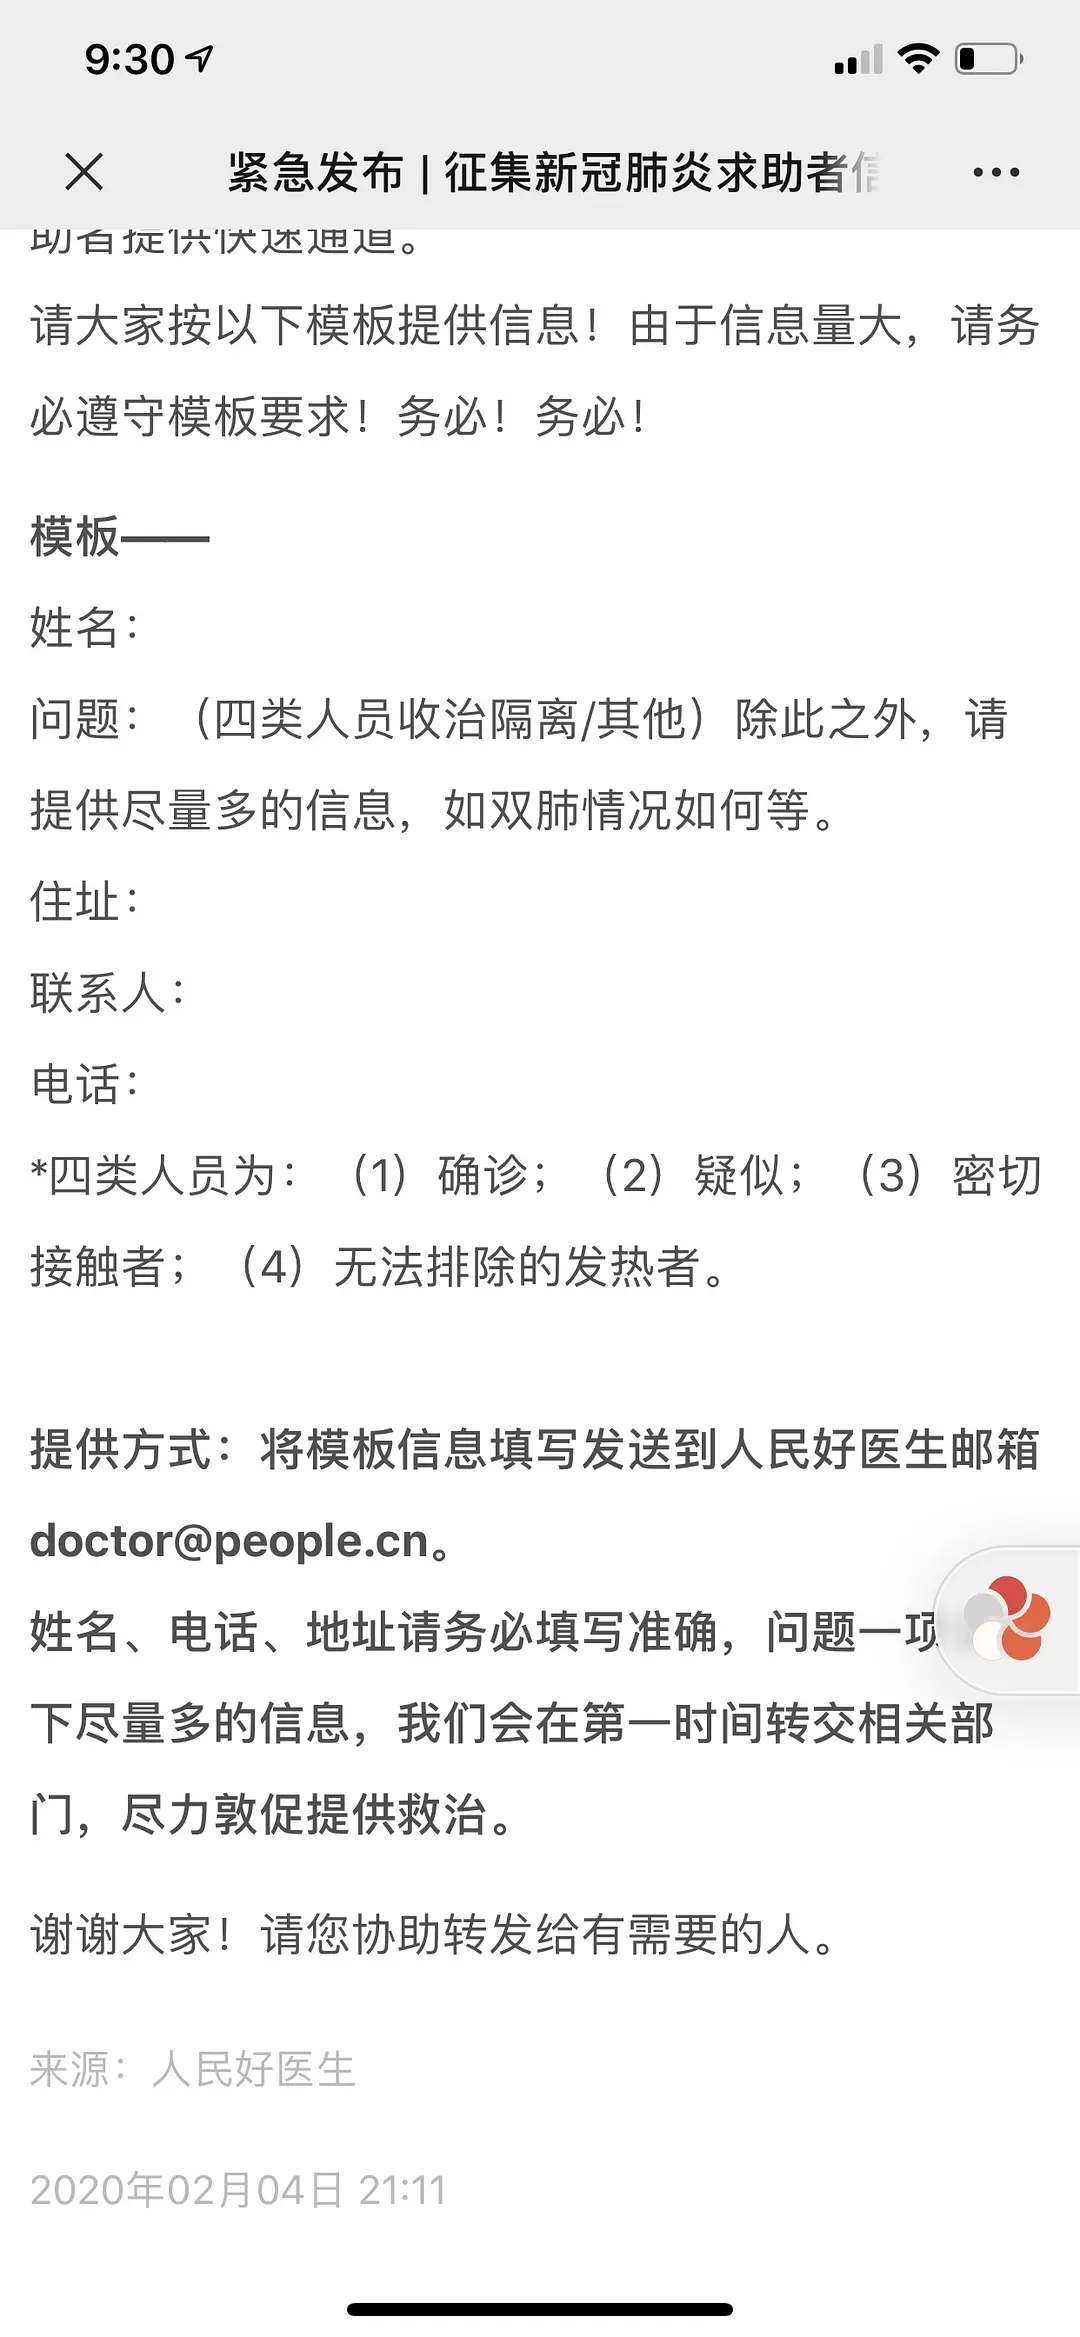 9:30
紧急发布 | 征集新冠肺炎求助者信
助者提供快速通道。
请大家按以下模板提供信息！由于信息量大，请务
必遵守模板要求！务必！务必！
模板——
姓名：
问题：（四类人员收治隔离/其他）除此之外，请
提供尽量多的信息，如双肺情况如何等。
住址：
联系人：
电话：
*四类人员为：（1）确诊；（2）疑似；（3）密切
接触者；（4）无法排除的发热者。
提供方式：将模板信息填写发送到人民好医生邮箱
doctor@people.cn。
姓名、电话、地址请务必填写准确，问题一项
下尽量多的信息，我们会在第一时间转交相关部
门，尽力敦促提供救治。
谢谢大家！请您协助转发给有需要的人。
来源：人民好医生
2020年02月04日 21:11